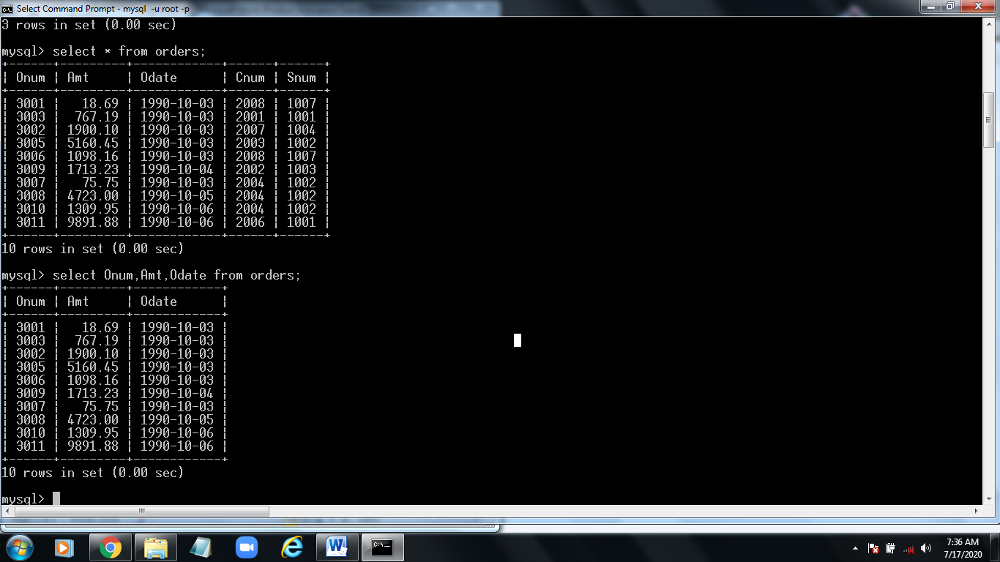 Select Command Prompt - mysql -u root -p
3 rows in set (0.00 sec)
mysql> select * from orders;
+------+---------+------------+------+------+
| Onum | Amt     | Odate      | Cnum | Snum |
+------+---------+------------+------+------+
| 3001 |   18.69 | 1990-10-03 | 2008 | 1007 |
| 3003 |  767.19 | 1990-10-03 | 2001 | 1001 |
| 3002 | 1900.10 | 1990-10-03 | 2007 | 1004 |
| 3005 | 5160.45 | 1990-10-03 | 2003 | 1002 |
| 3006 | 1098.16 | 1990-10-03 | 2008 | 1007 |
| 3009 | 1713.23 | 1990-10-04 | 2002 | 1003 |
| 3007 |   75.75 | 1990-10-03 | 2004 | 1002 |
| 3008 | 4723.00 | 1990-10-05 | 2004 | 1002 |
| 3010 | 1309.95 | 1990-10-06 | 2004 | 1002 |
| 3011 | 9891.88 | 1990-10-06 | 2006 | 1001 |
+------+---------+------------+------+------+
10 rows in set (0.00 sec)
mysql> select Onum,Amt,Odate from orders;
+------+---------+------------+
| Onum | Amt     | Odate      |
+------+---------+------------+
| 3001 |   18.69 | 1990-10-03 |
| 3003 |  767.19 | 1990-10-03 |
| 3002 | 1900.10 | 1990-10-03 |
| 3005 | 5160.45 | 1990-10-03 |
| 3006 | 1098.16 | 1990-10-03 |
| 3009 | 1713.23 | 1990-10-04 |
| 3007 |   75.75 | 1990-10-03 |
| 3008 | 4723.00 | 1990-10-05 |
| 3010 | 1309.95 | 1990-10-06 |
| 3011 | 9891.88 | 1990-10-06 |
+------+---------+------------+
10 rows in set (0.00 sec)
mysql>
7:36 AM
7/17/2020